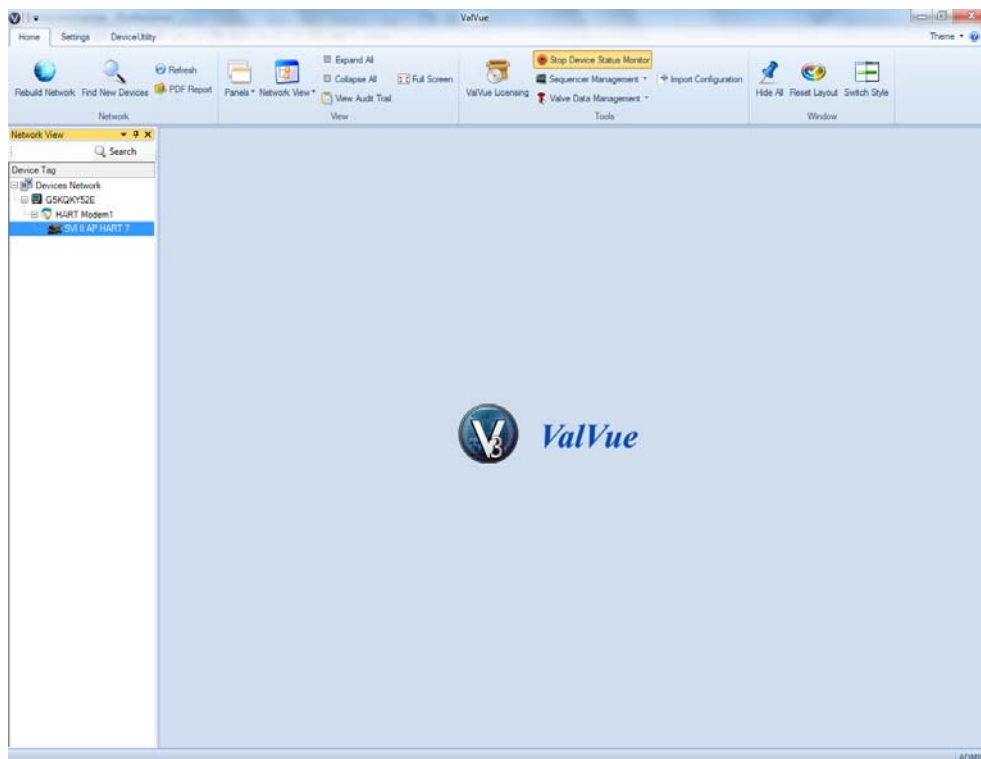 ValVue
Home Settings DeviceUtility Theme
Rebuild Network Find New Devices Refresh PDF Report
Network
Panels Network View Expand All Collapse All View Audit Trail Full Screen
View
ValVue Licensing Stop Device Status Monitor Sequencer Management Valve Data Management Import Configuration
Tools
Hide All Reset Layout Switch Style
Window
Network View
Search
Device Tag
Devices Network
G5KQKY52E
HART Modem1
SVI II AP HART 7
V3 ValVue